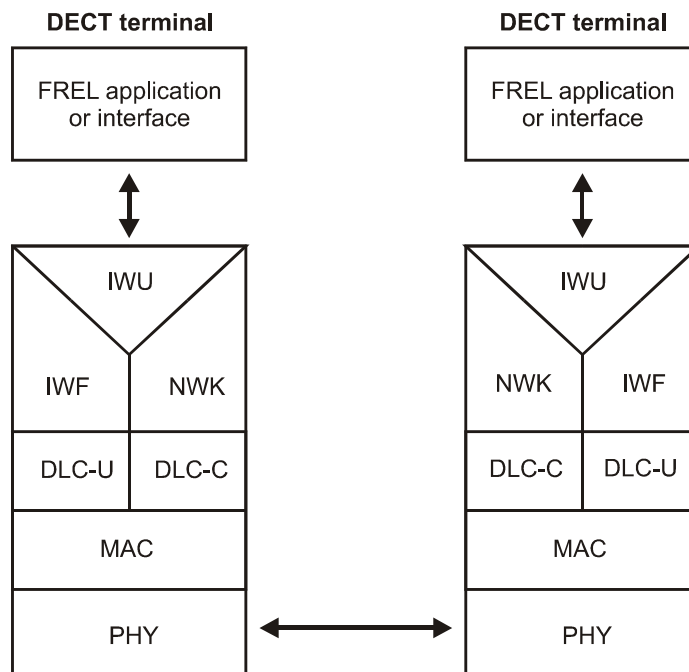 DECT terminal
DECT terminal
FREL application
or interface
FREL application
or interface
IWU
IWU
IWF
NWK
NWK
IWF
DLC-U
DLC-C
DLC-C
DLC-U
MAC
MAC
PHY
PHY